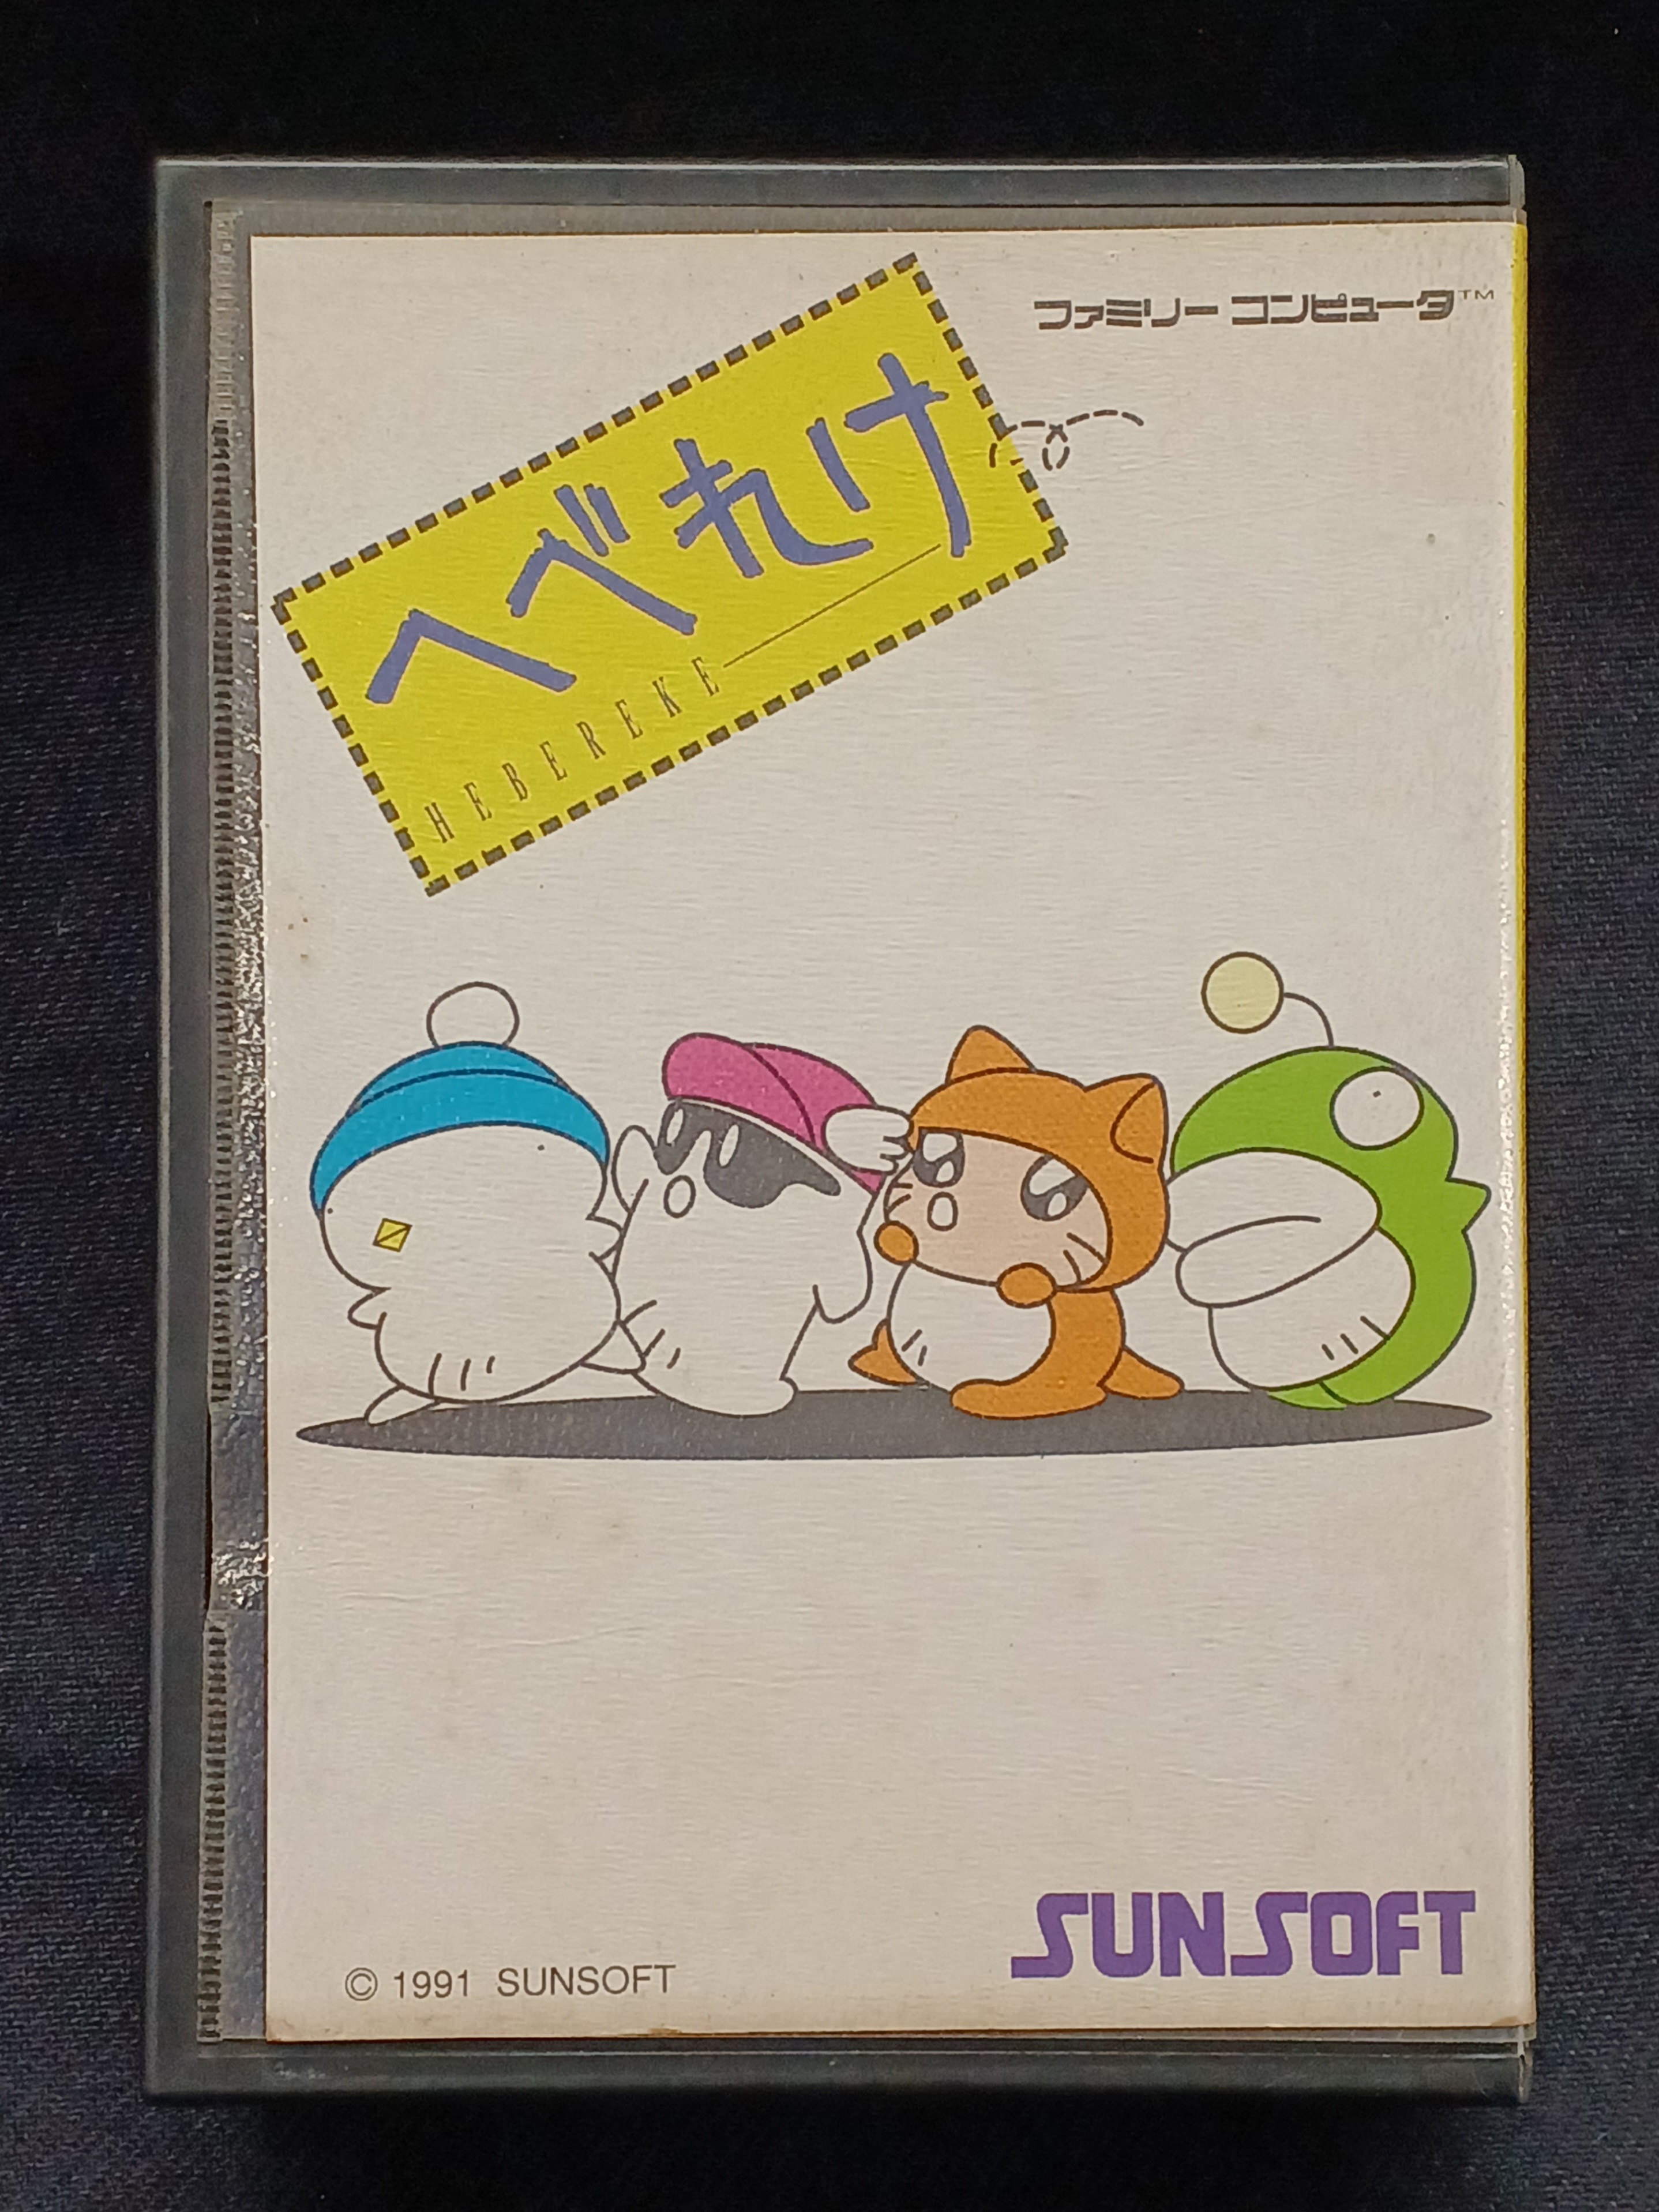 ファミリー コンピュータ™
へべれけ
HEBEREKE
SUNSOFT
© 1991 SUNSOFT